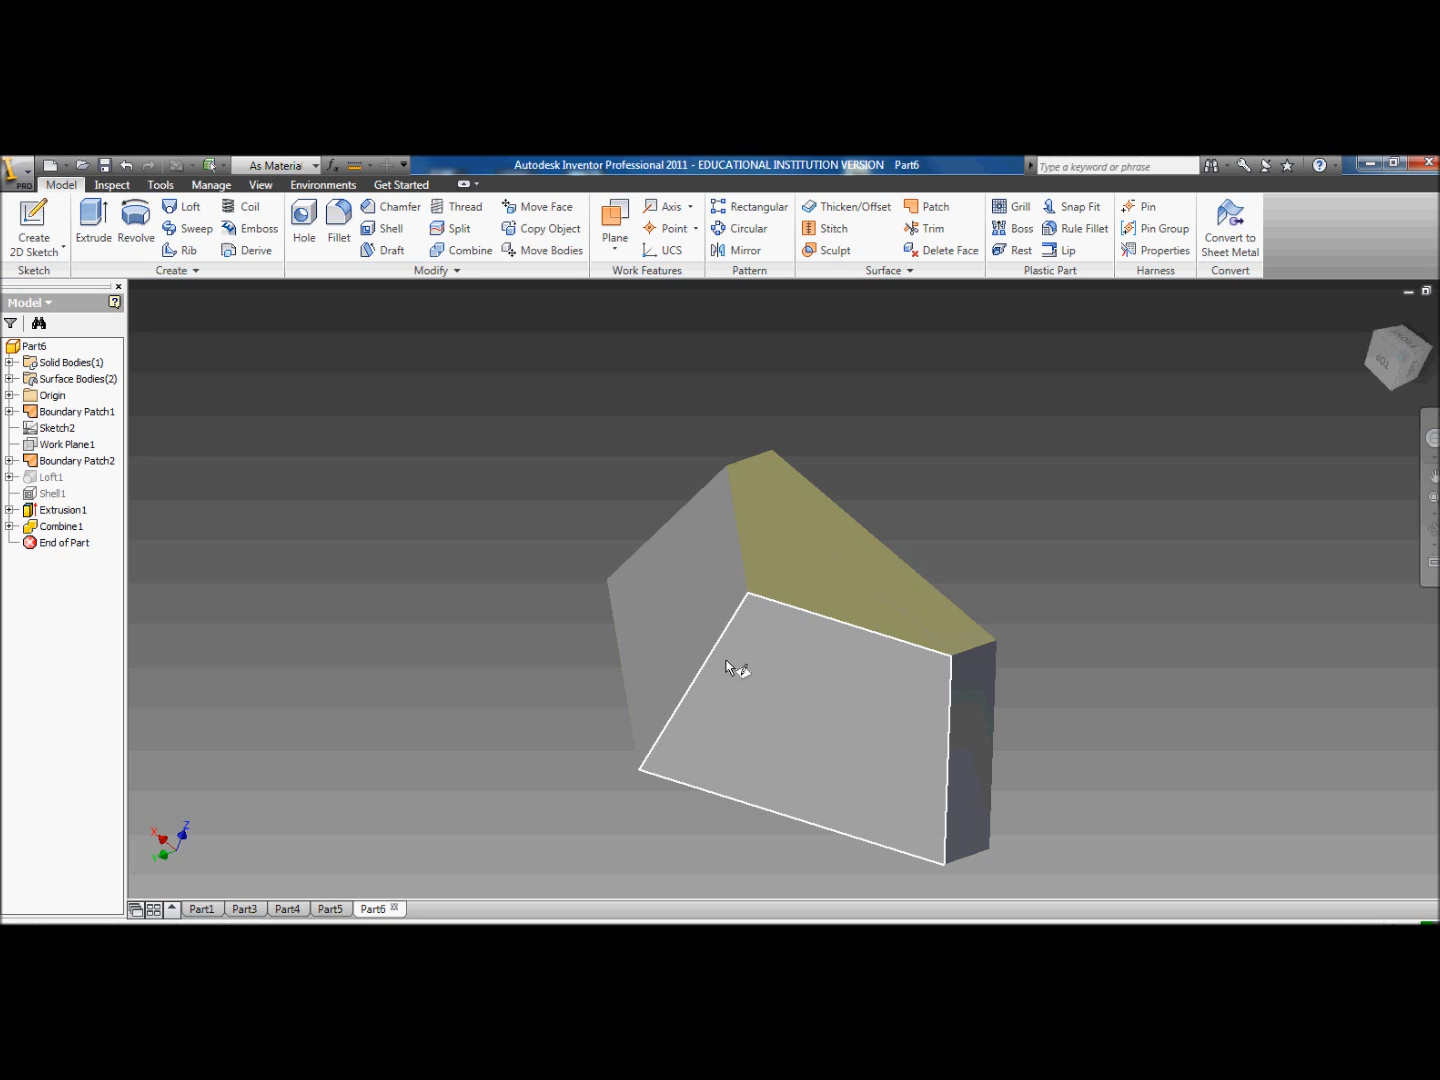 As Material
Autodesk Inventor Professional 2011 - EDUCATIONAL INSTITUTION VERSION Part6
Type a keyword or phrase
PRO
Model Inspect Tools Manage View Environments Get Started
Create 2D Sketch
Extrude Revolve
Loft Coil
Sweep Emboss
Rib Derive
Hole Fillet
Chamfer Thread Move Face
Shell Split Copy Object
Draft Combine Move Bodies
Plane
Axis
Point
UCS
Rectangular
Circular
Mirror
Thicken/Offset Patch
Stitch Trim
Sculpt Delete Face
Grill Snap Fit
Boss Rule Fillet
Rest Lip
Pin
Pin Group
Properties
Convert to Sheet Metal
Sketch Create Modify Work Features Pattern Surface Plastic Part Harness Convert
Model
Part6
Solid Bodies(1)
Surface Bodies(2)
Origin
Boundary Patch1
Sketch2
Work Plane1
Boundary Patch2
Loft1
Shell1
Extrusion1
Combine1
End of Part
FRONT
TOP
X
Z
Y
Part1 Part3 Part4 Part5 Part6